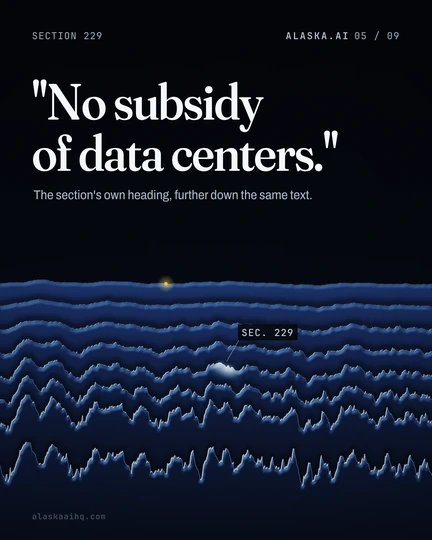 SECTION 229
ALASKA.AI 05 / 09
"No subsidy
of data centers."
The section's own heading, further down the same text.
SEC. 229
alaskaaihq.com